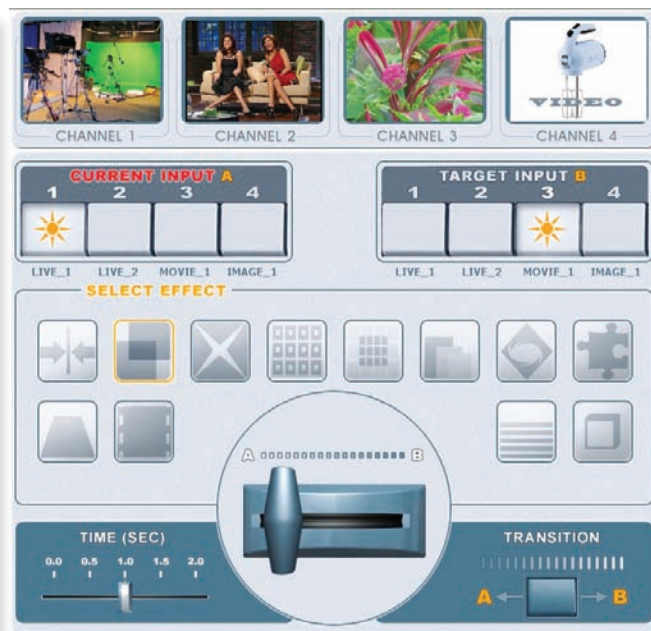 VIDEO
CHANNEL 1 CHANNEL 2 CHANNEL 3 CHANNEL 4
CURRENT INPUT A
1 2 3 4
LIVE_1 LIVE_2 MOVIE_1 IMAGE_1
TARGET INPUT B
1 2 3 4
LIVE_1 LIVE_2 MOVIE_1 IMAGE_1
SELECT EFFECT
A B
TIME (SEC)
0.0 0.5 1.0 1.5 2.0
TRANSITION
A B